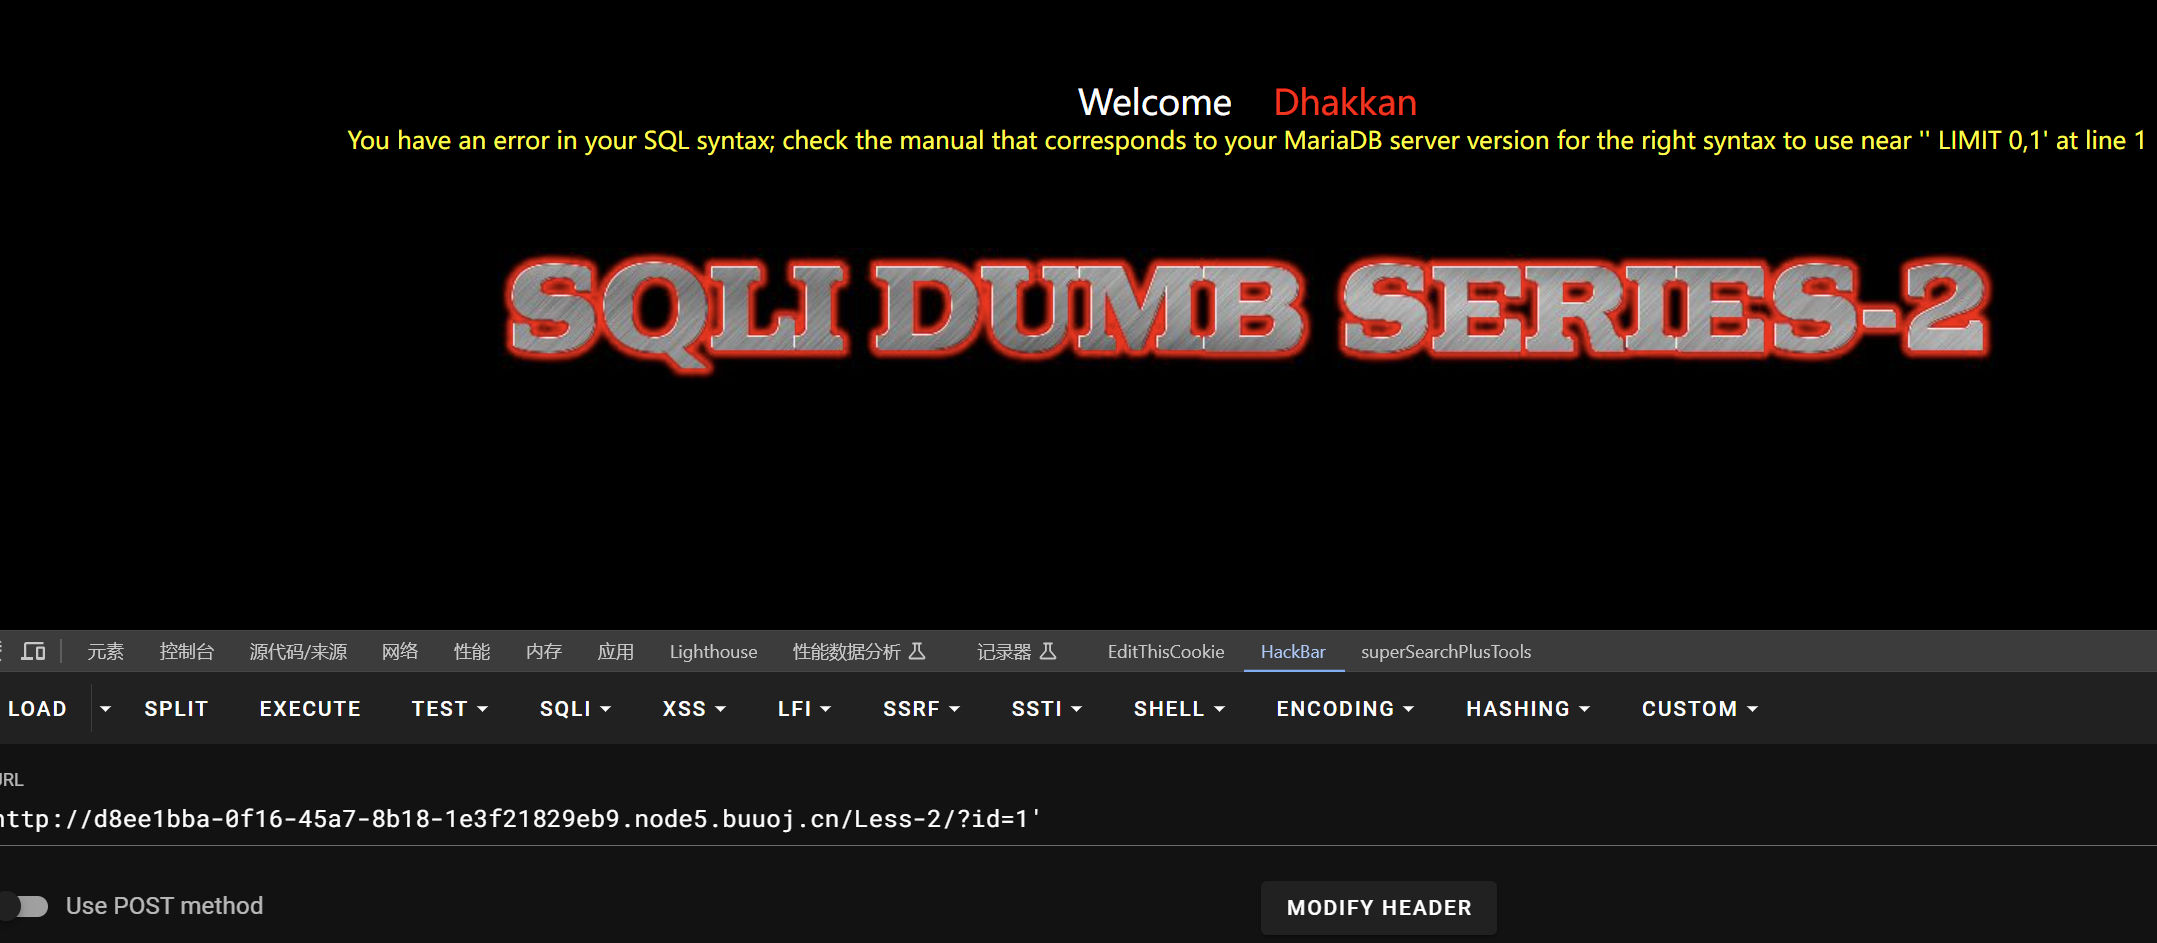 Welcome Dhakkan
You have an error in your SQL syntax; check the manual that corresponds to your MariaDB server version for the right syntax to use near '' LIMIT 0,1' at line 1
SQLI DUMB SERIES-2
元素 控制台 源代码/来源 网络 性能 内存 应用 Lighthouse 性能数据分析 记录器 EditThisCookie HackBar superSearchPlusTools
LOAD SPLIT EXECUTE TEST SQLI XSS LFI SSRF SSTI SHELL ENCODING HASHING CUSTOM
URL
http://d8ee1bba-0f16-45a7-8b18-1e3f21829eb9.node5.buuoj.cn/Less-2/?id=1'
Use POST method
MODIFY HEADER